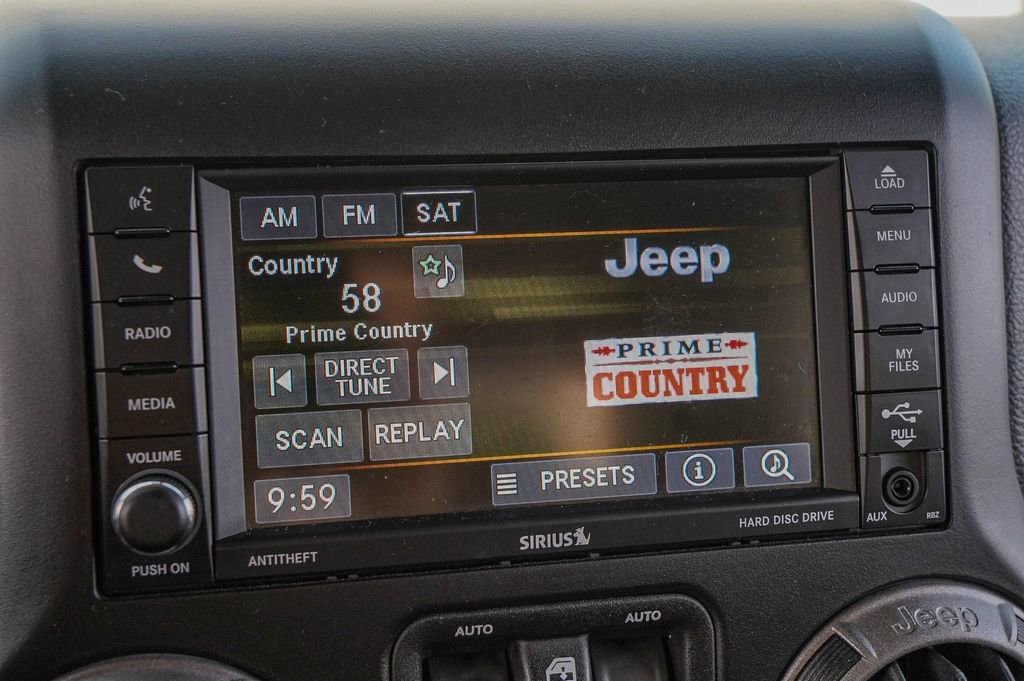 AM FM SAT
Country
58
Prime Country
DIRECT
TUNE
SCAN REPLAY
9:59
Jeep
PRIME
COUNTRY
PRESETS
i
RADIO
MEDIA
VOLUME
PUSH ON
LOAD
MENU
AUDIO
MY
FILES
PULL
AUX RBZ
ANTITHEFT
SIRIUS
HARD DISC DRIVE
AUTO AUTO
Jeep